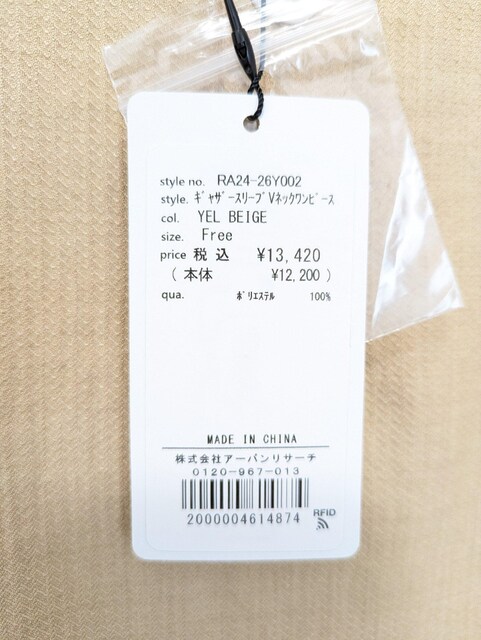 style no. RA24-26Y002
style. ｷﾞｬｻﾞｰｽﾘｰﾌﾞVﾈｯｸﾜﾝﾋﾟｰｽ
col. YEL BEIGE
size. Free
price 税込 ¥13,420
( 本体 ¥12,200 )
qua. ﾎﾟﾘｴｽﾃﾙ 100%
MADE IN CHINA
株式会社アーバンリサーチ
0120-967-013
2000004614874
RFID